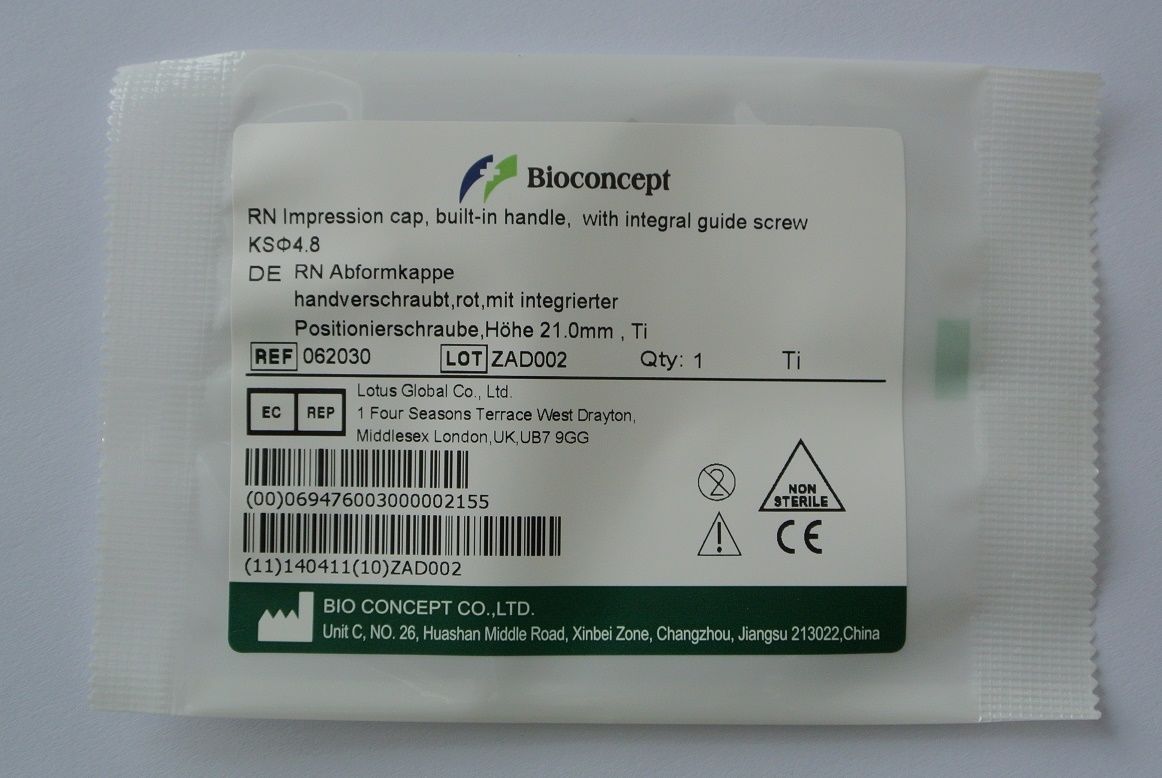 Bioconcept
RN Impression cap, built-in handle, with integral guide screw
KSΦ4.8
DE RN Abformkappe
handverschraubt,rot,mit integrierter
Positionierschraube,Höhe 21.0mm , Ti
REF 062030 LOT ZAD002 Qty: 1 Ti
EC REP
Lotus Global Co., Ltd.
1 Four Seasons Terrace West Drayton,
Middlesex London,UK,UB7 9GG
(00)069476003000002155
(11)140411(10)ZAD002
2
NON
STERILE
!
CE
BIO CONCEPT CO.,LTD.
Unit C, NO. 26, Huashan Middle Road, Xinbei Zone, Changzhou, Jiangsu 213022,China